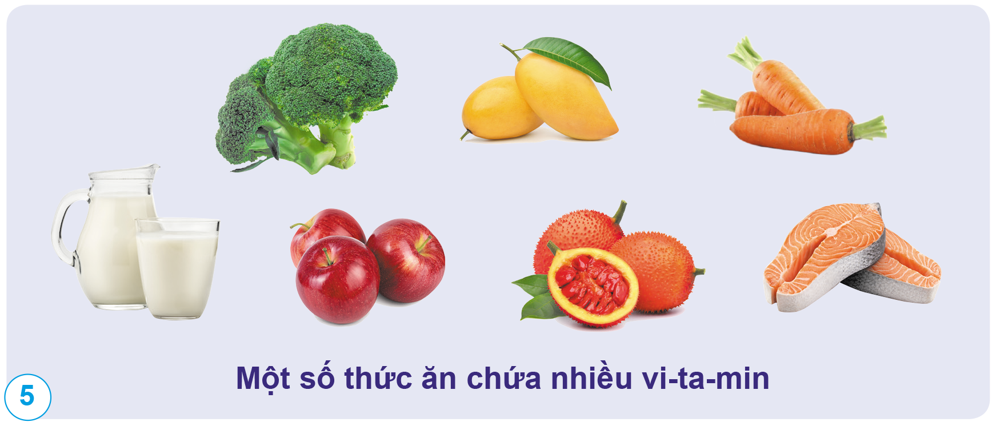 Một số thức ăn chứa nhiều vi-ta-min
5